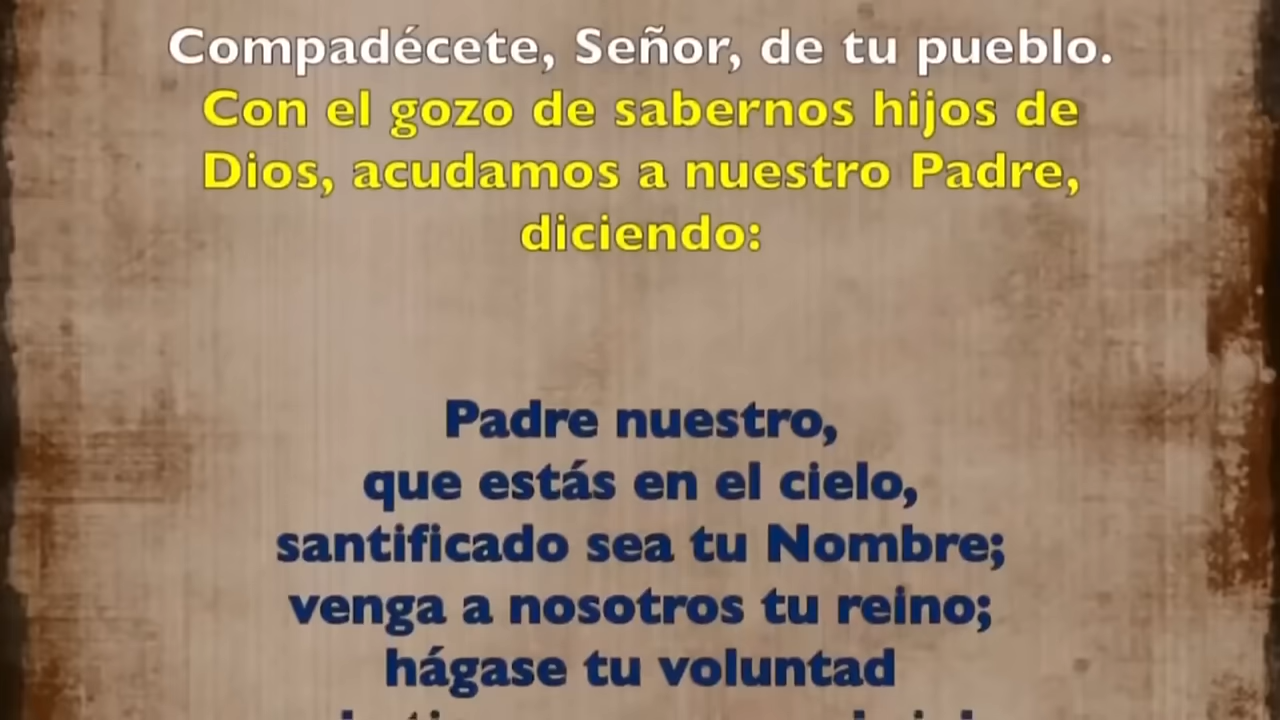 Compadécete, Señor, de tu pueblo.
Con el gozo de sabernos hijos de
Dios, acudamos a nuestro Padre,
diciendo:
Padre nuestro,
que estás en el cielo,
santificado sea tu Nombre;
venga a nosotros tu reino;
hágase tu voluntad